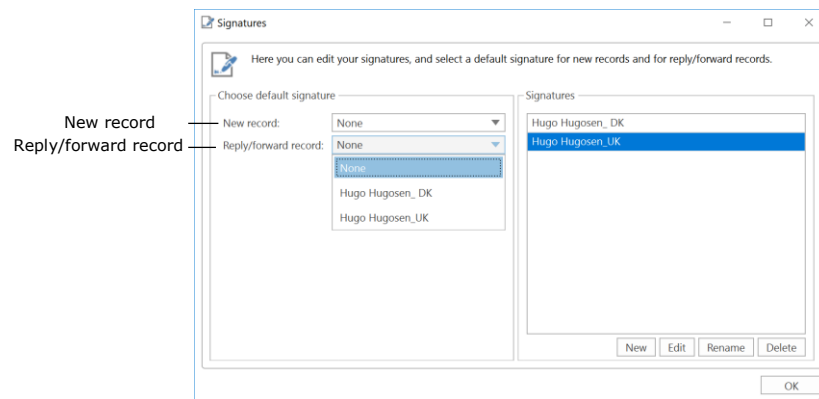 Signatures
Here you can edit your signatures, and select a default signature for new records and for reply/forward records.
Choose default signature
New record
New record:
None
Reply/forward record
Reply/forward record:
None
None
Hugo Hugosen_ DK
Hugo Hugosen_UK
Signatures
Hugo Hugosen_ DK
Hugo Hugosen_UK
New
Edit
Rename
Delete
OK